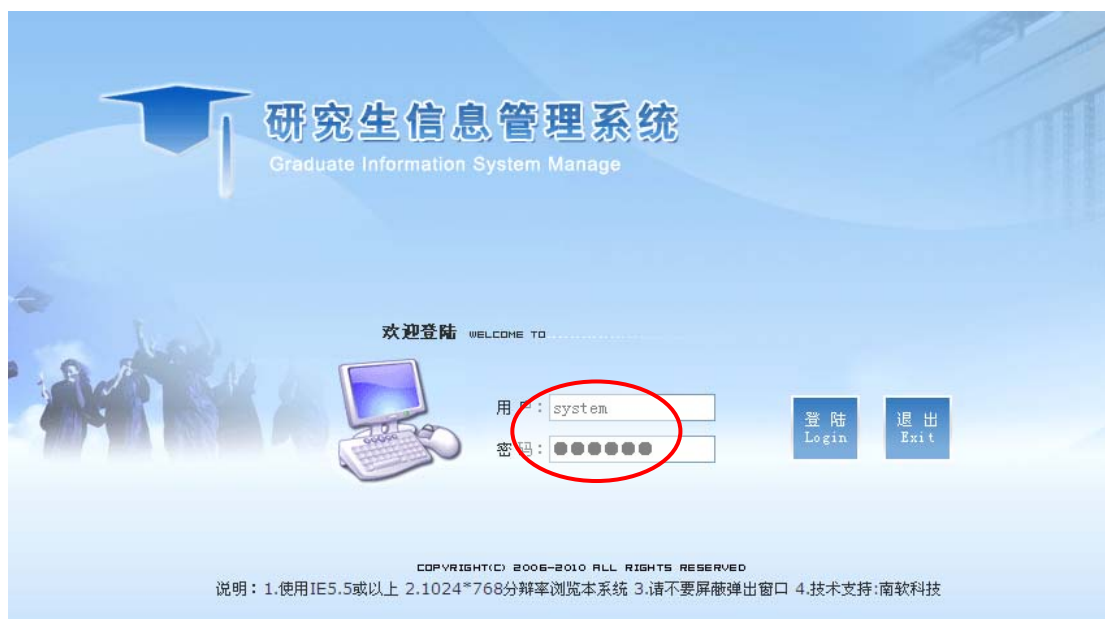 研究生信息管理系统
Graduate Information System Manage
欢迎登陆 WELCOME TO
用户：system
密码：●●●●●●
登陆
Login
退出
Exit
COPYRIGHT(C) 2006-2010 ALL RIGHTS RESERVED
说明：1.使用IE5.5或以上 2.1024*768分辨率浏览本系统 3.请不要屏蔽弹出窗口 4.技术支持:南软科技